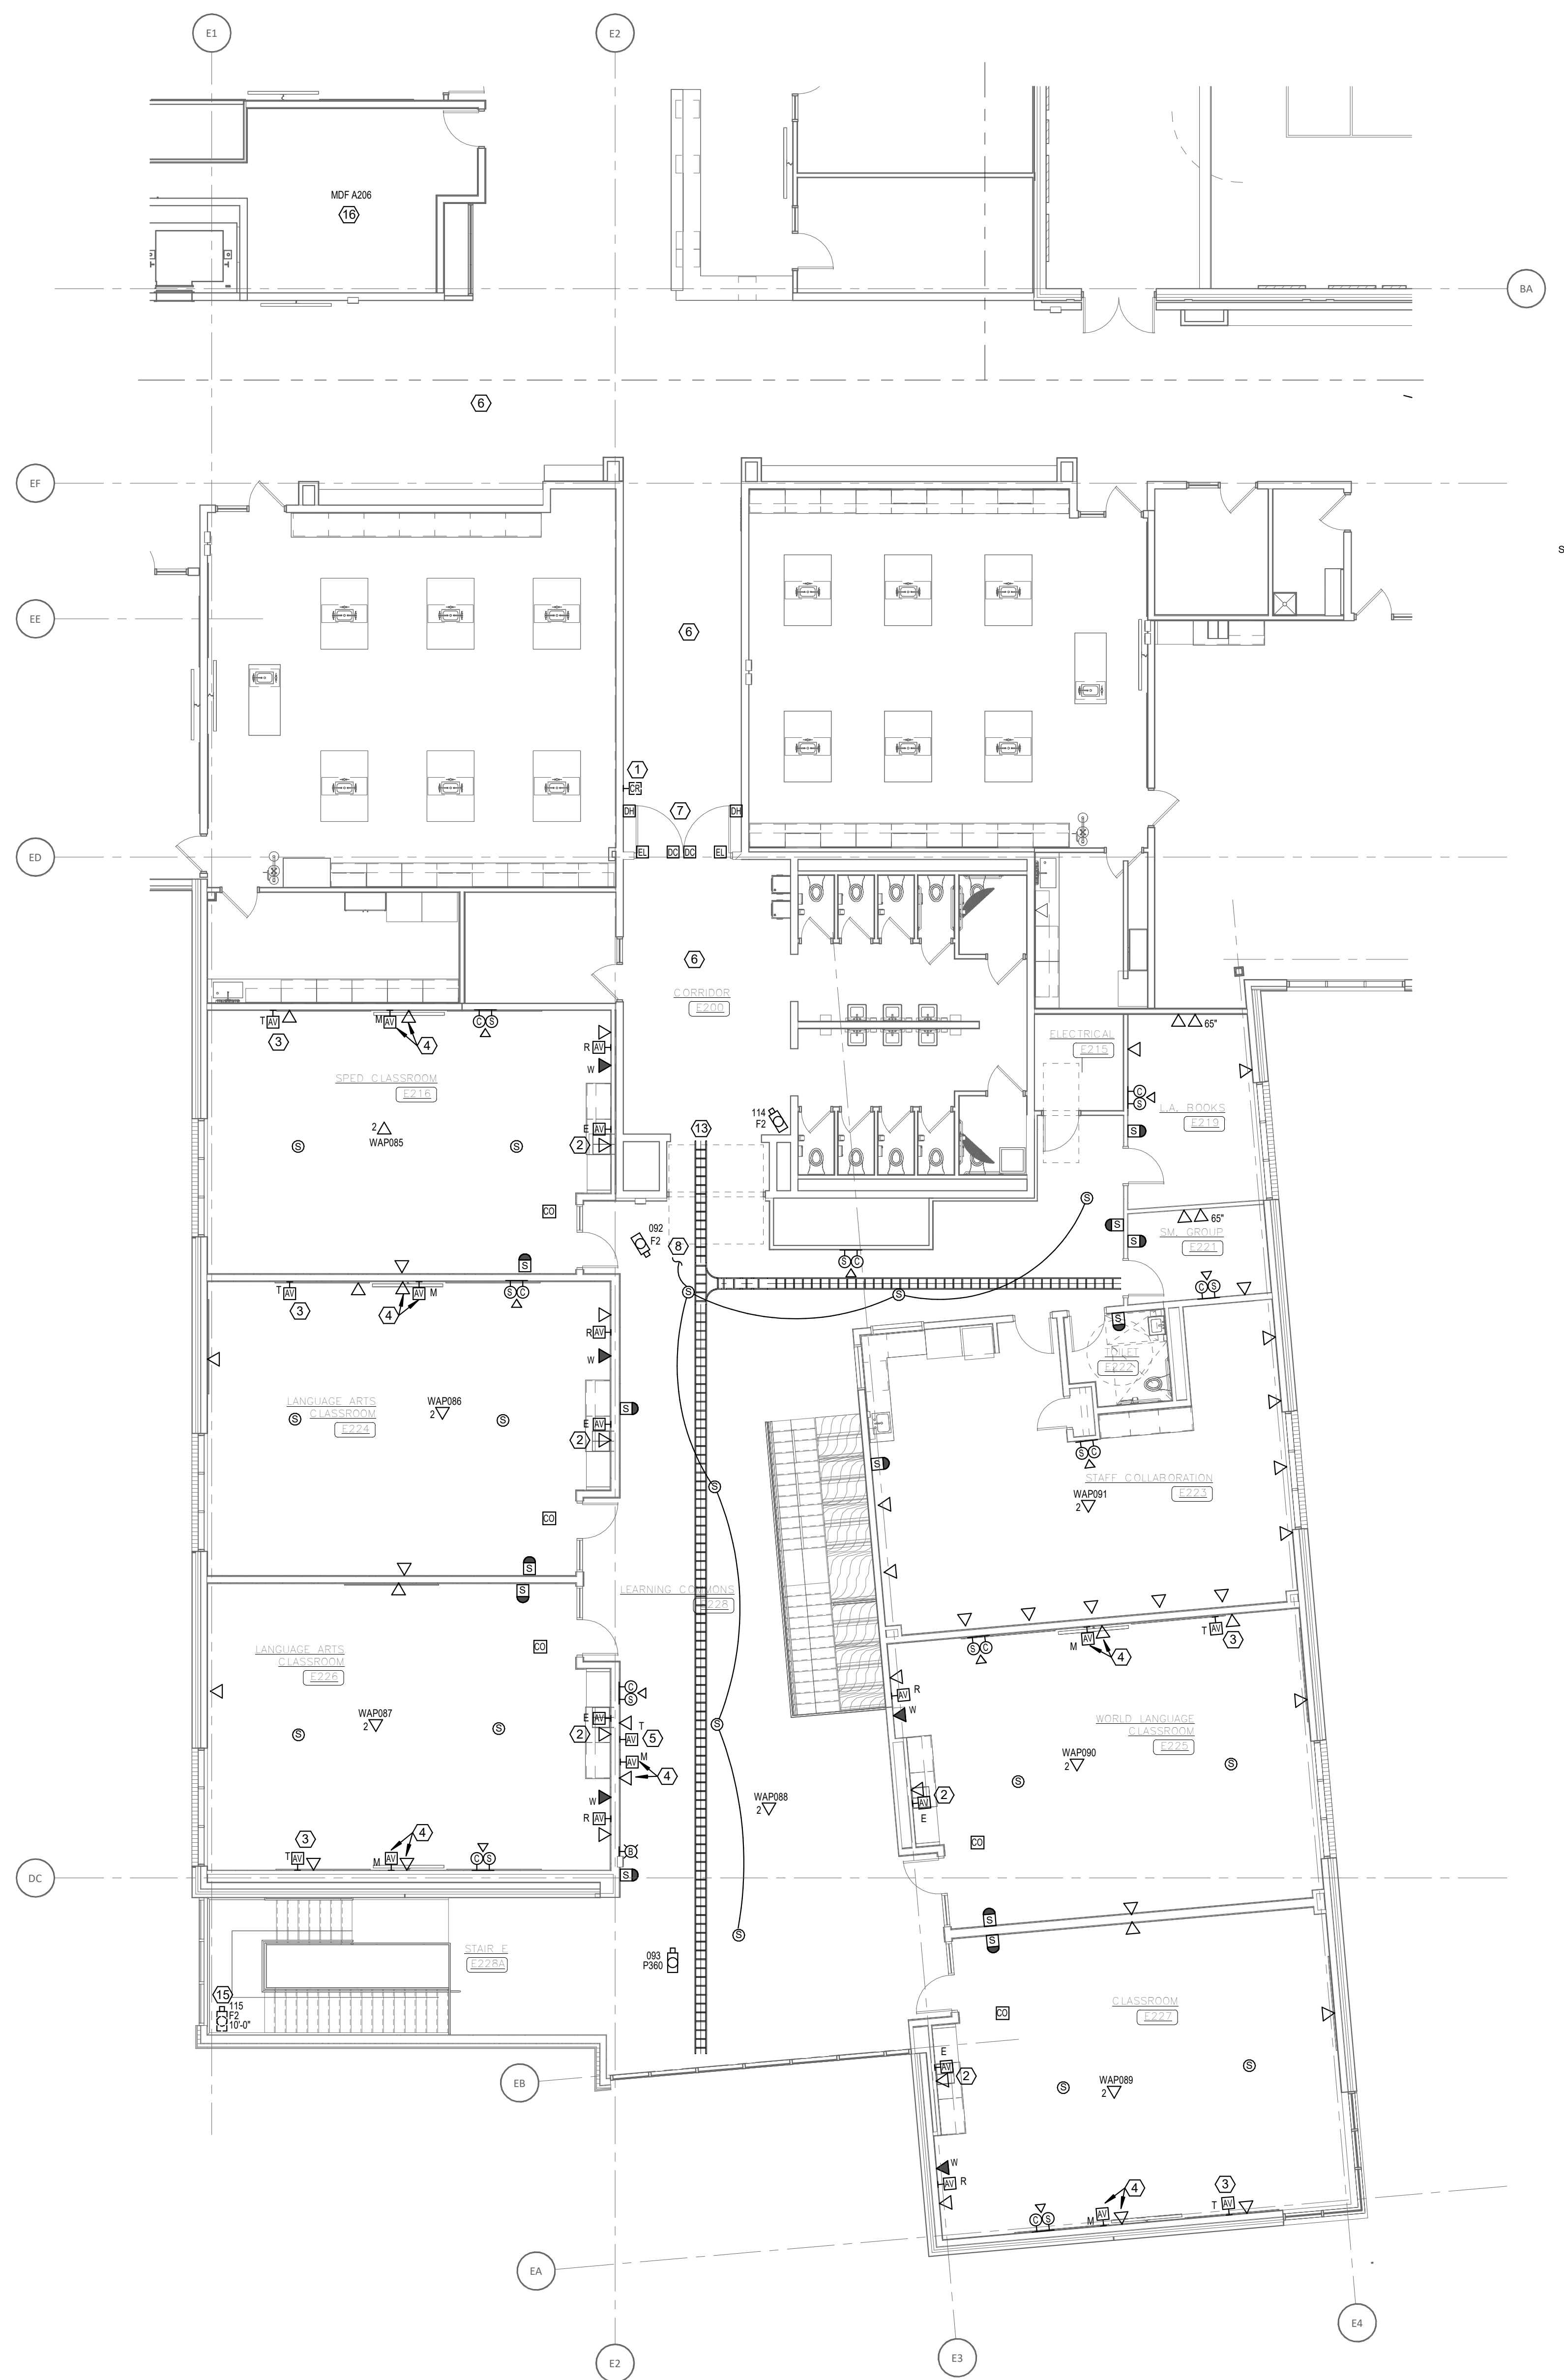 E1
E2
MDF A206
16
BA
6
EF
S
EE
6
1
CR
DH
7
DH
ED
EL
DC
DC
EL
6
CORRIDOR
E200
T
AV
M
AV
C
S
3
4
R
AV
W
ELECTRICAL
E215
65"
SPED CLASSROOM
E216
C
S
L.A. BOOKS
E219
114
F2
13
2
WAP085
E
AV
S
S
S
2
S
CO
092
F2
8
S
S
65"
SM. GROUP
E221
S
S
S
C
T
AV
AV
M
S
C
S
S
C
S
3
4
S
R
AV
TOILET
E222
W
LANGUAGE ARTS
CLASSROOM
E224
WAP086
2
S
S
E
AV
S
2
S
C
S
STAFF COLLABORATION
E223
WAP091
2
S
CO
S
S
LEARNING COMMONS
E228
LANGUAGE ARTS
CLASSROOM
E226
CO
S
C
M
AV
4
T
AV
3
C
S
R
AV
W
WAP087
2
S
S
E
AV
2
T
AV
5
S
WORLD LANGUAGE
CLASSROOM
E225
M
AV
4
WAP090
2
S
S
W
R
AV
WAP088
2
AV
E
2
3
T
AV
4
M
AV
C
S
B
CO
DC
S
S
S
S
STAIR E
E228A
093
P360
15
115
F2
10'-0"
CLASSROOM
E227
CO
E
AV
2
S
S
WAP089
2
EB
W
AV
R
4
3
C
S
M
AV
T
AV
EA
E2
E3
E4